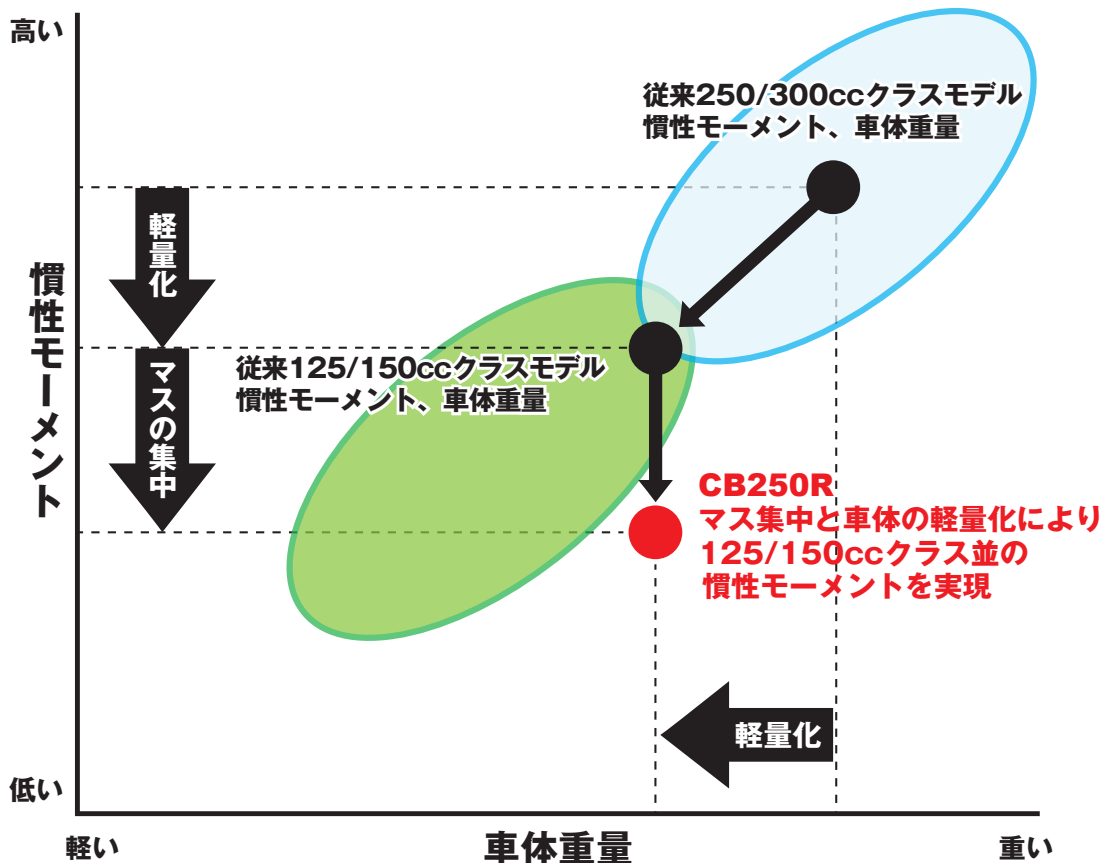 高い
従来250/300ccクラスモデル
慣性モーメント、車体重量
軽量化
慣性モーメント
マスの集中
従来125/150ccクラスモデル
慣性モーメント、車体重量
CB250R
マス集中と車体の軽量化により
125/150ccクラス並の
慣性モーメントを実現
軽量化
低い
軽い
車体重量
重い